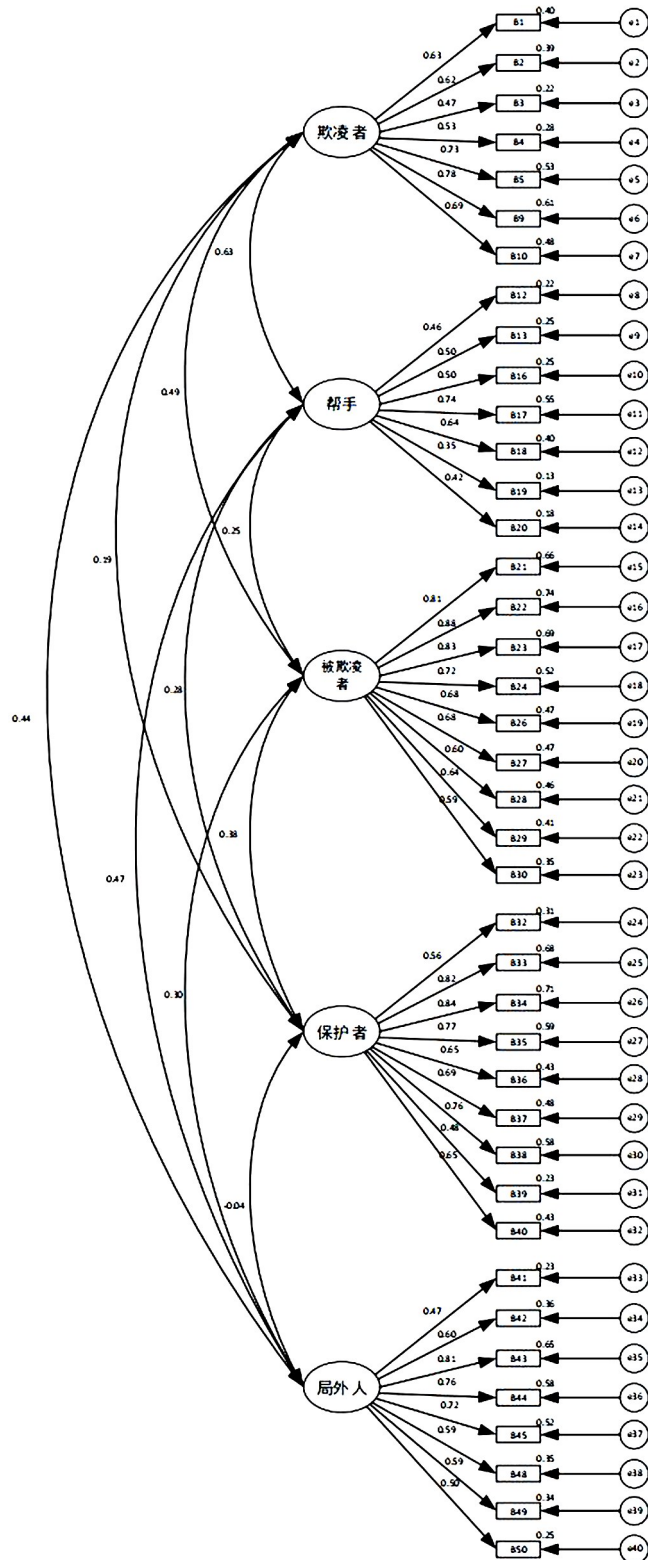 0.40
B1
e1
0.63
0.39
B2
e2
0.62
0.22
B3
e3
0.47
0.28
B4
e4
0.53
欺凌者
0.53
B5
e5
0.73
0.61
B9
e6
0.78
0.48
B10
e7
0.69
0.63
0.22
B12
e8
0.46
0.25
B13
e9
0.50
0.25
B16
e10
0.50
帮手
0.55
B17
e11
0.74
0.40
B18
e12
0.64
0.13
B19
e13
0.35
0.18
B20
e14
0.42
0.49
0.25
0.19
0.66
B21
e15
0.81
0.74
B22
e16
0.88
0.69
B23
e17
0.83
被欺凌
者
0.52
B24
e18
0.72
0.47
B26
e19
0.68
0.47
B27
e20
0.68
0.46
B28
e21
0.60
0.41
B29
e22
0.64
0.35
B30
e23
0.59
0.28
0.44
0.38
0.47
0.31
B32
e24
0.56
0.68
B33
e25
0.82
0.71
B34
e26
0.84
保护者
0.59
B35
e27
0.77
0.43
B36
e28
0.65
0.48
B37
e29
0.69
0.58
B38
e30
0.76
0.23
B39
e31
0.48
0.43
B40
e32
0.65
0.30
-0.04
0.23
B41
e33
0.47
0.36
B42
e34
0.60
0.65
B43
e35
0.81
局外人
0.58
B44
e36
0.76
0.52
B45
e37
0.72
0.35
B48
e38
0.59
0.34
B49
e39
0.59
0.25
B50
e40
0.50